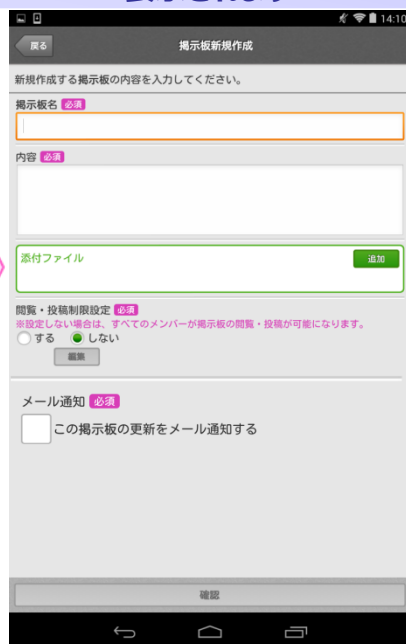 14:10
戻る
掲示板新規作成
新規作成する掲示板の内容を入力してください。
掲示板名 必須
内容 必須
添付ファイル 追加
閲覧・投稿制限設定 必須
※設定しない場合は、すべてのメンバーが掲示板の閲覧・投稿が可能になります。
する しない
編集
メール通知 必須
この掲示板の更新をメール通知する
確認